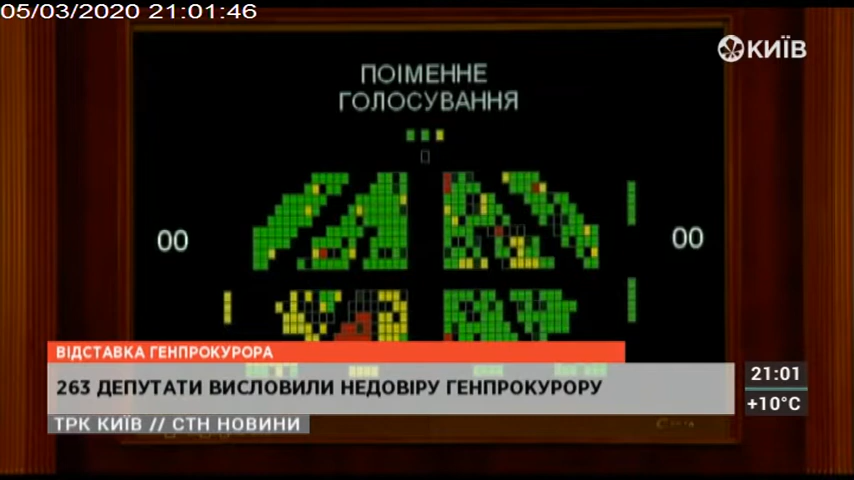 05/03/2020 21:01:46
КИЇВ
ПОІМЕННЕ
ГОЛОСУВАННЯ
00
00
ВІДСТАВКА ГЕНПРОКУРОРА
263 ДЕПУТАТИ ВИСЛОВИЛИ НЕДОВІРУ ГЕНПРОКУРОРУ
21:01
+10°C
ТРК КИЇВ // СТН НОВИНИ